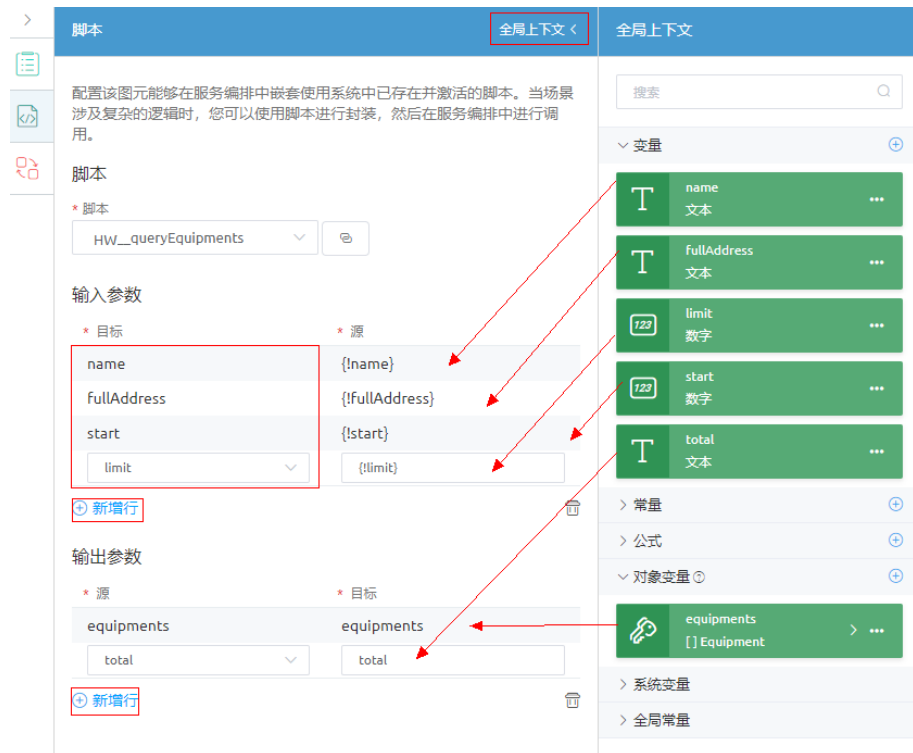 脚本
全局上下文 <
配置该图元能够在服务编排中嵌套使用系统中已存在并激活的脚本。当场景
涉及复杂的逻辑时，您可以使用脚本进行封装，然后在服务编排中进行调
用。
脚本
* 脚本
HW__queryEquipments
输入参数
* 目标 * 源
name {!name}
fullAddress {!fullAddress}
start {!start}
limit {!limit}
新增行
输出参数
* 源 * 目标
equipments equipments
total total
新增行
全局上下文
搜索
变量
T name
文本
T fullAddress
文本
123 limit
数字
123 start
数字
T total
文本
常量
公式
对象变量
equipments
[ ] Equipment
系统变量
全局常量